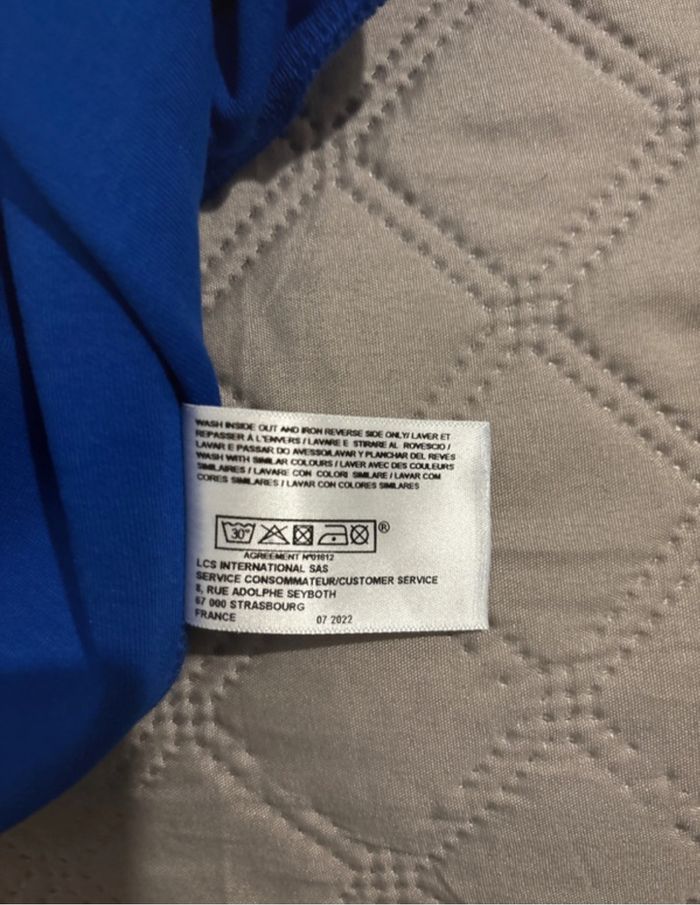 WASH INSIDE OUT AND IRON REVERSE SIDE ONLY/ LAVER ET
REPASSER À L'ENVERS / LAVARE E STIRARE AL ROVESCIO /
LAVAR E PASSAR DO AVESSO/LAVAR Y PLANCHAR DEL REVES
WASH WITH SIMILAR COLOURS / LAVER AVEC DES COULEURS
SIMILAIRES / LAVARE CON COLORI SIMILARE / LAVAR COM
CORES SIMILARES / LAVAR CON COLORES SIMILARES
30° ®
AGREEMENT N°01612
LCS INTERNATIONAL SAS
SERVICE CONSOMMATEUR/CUSTOMER SERVICE
8, RUE ADOLPHE SEYBOTH
67 000 STRASBOURG
FRANCE 07 2022